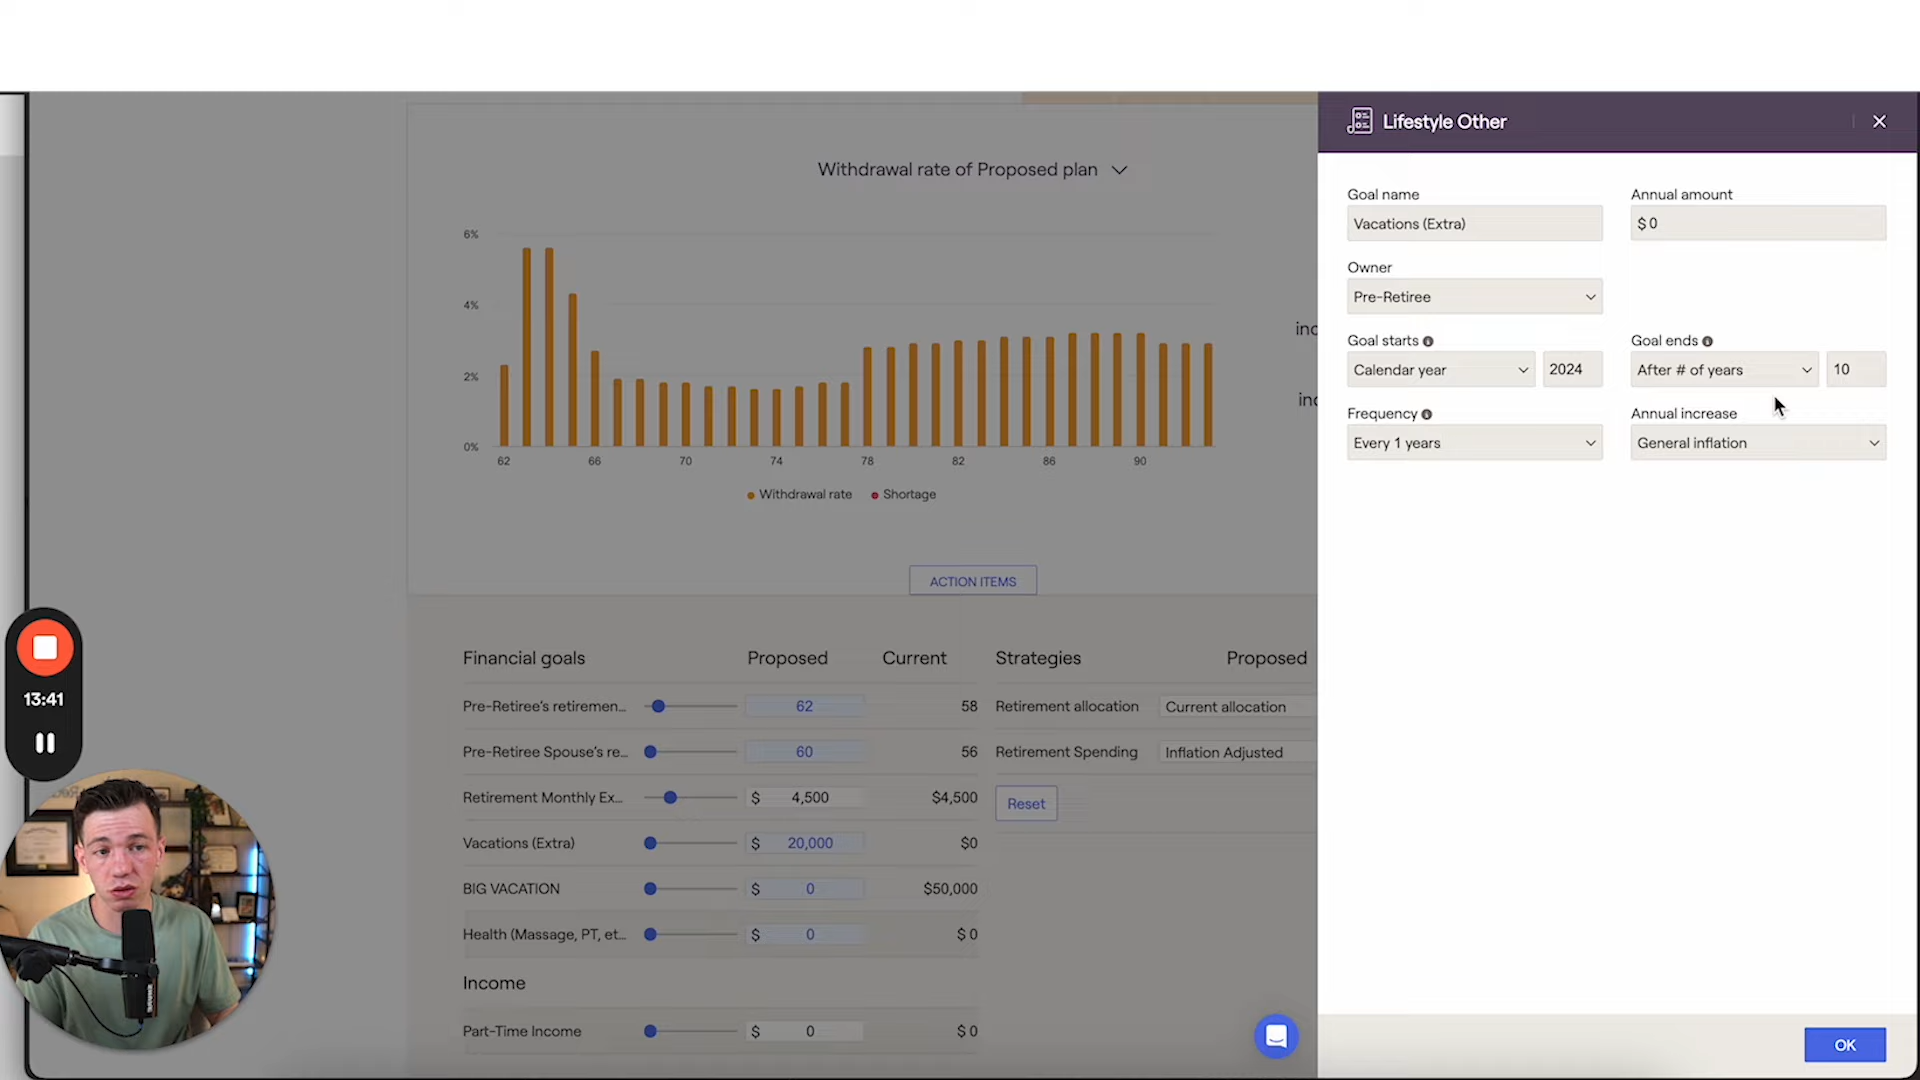 Withdrawal rate of Proposed plan
6%
4%
2%
0%
62 66 70 74 78 82 86 90
Withdrawal rate Shortage
inc
inc
ACTION ITEMS
Financial goals Proposed Current
Pre-Retiree's retiremen... 62 58
Pre-Retiree Spouse's re... 60 56
Retirement Monthly Ex... $ 4,500 $4,500
Vacations (Extra) $ 20,000 $0
BIG VACATION $ 0 $50,000
Health (Massage, PT, et... $ 0 $ 0
Income
Part-Time Income $ 0 $ 0
Strategies Proposed
Retirement allocation Current allocation
Retirement Spending Inflation Adjusted
Reset
Lifestyle Other
Goal name
Vacations (Extra)
Annual amount
$ 0
Owner
Pre-Retiree
Goal starts
Calendar year 2024
Goal ends
After # of years 10
Frequency
Every 1 years
Annual increase
General inflation
OK
13:41